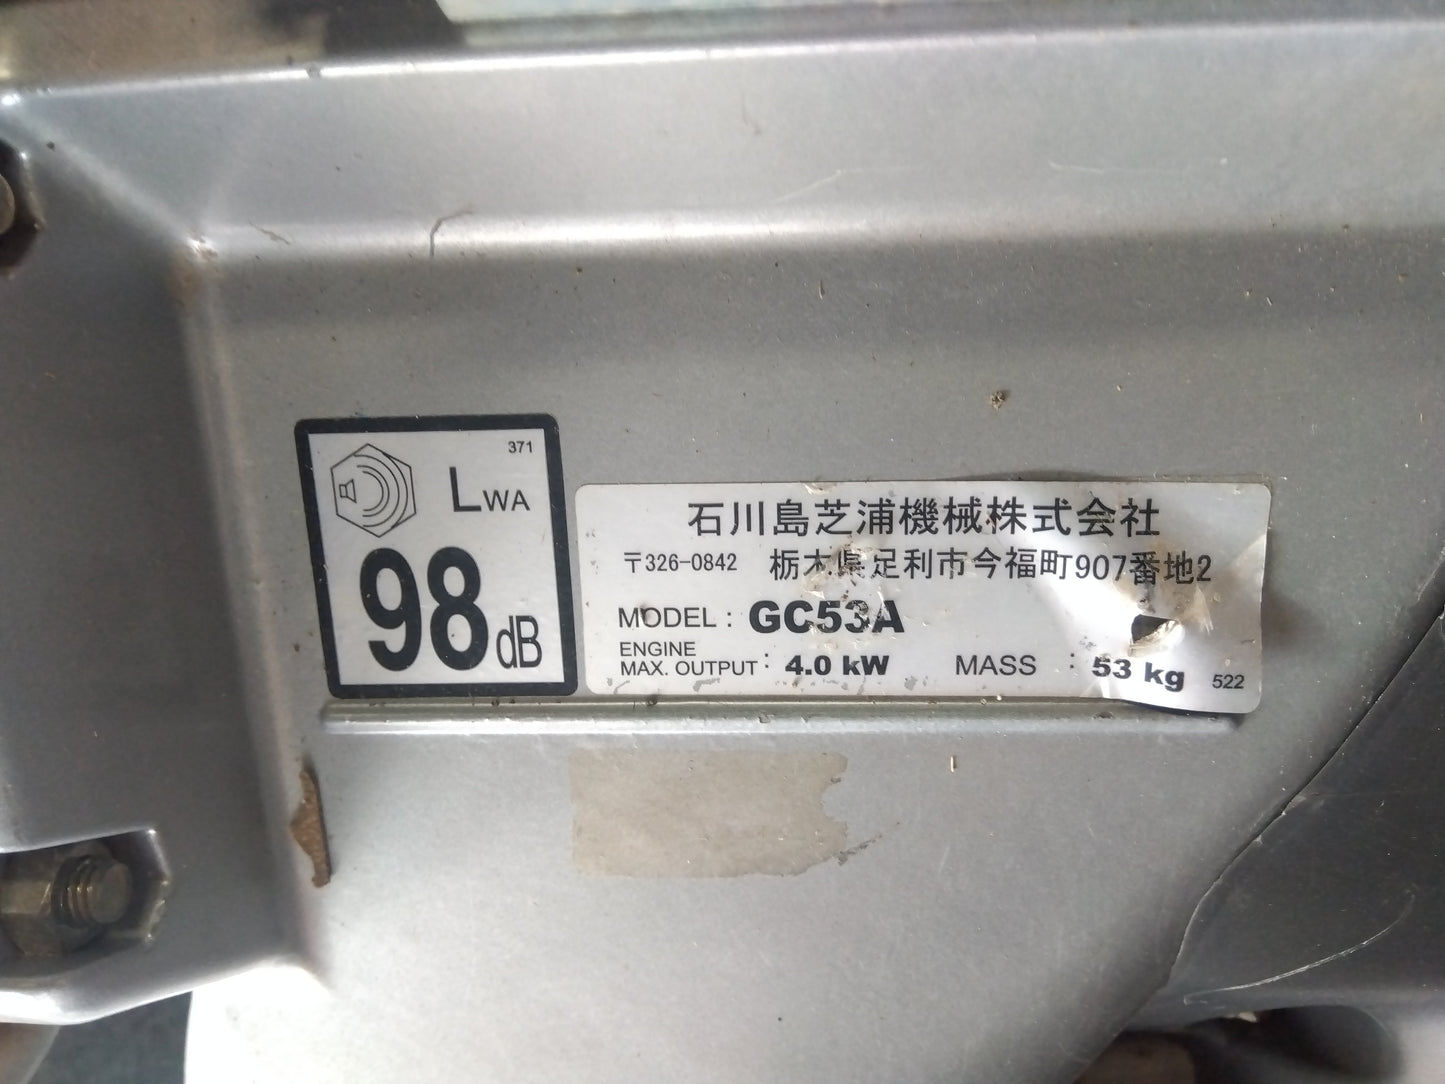 371
LWA
98dB
石川島芝浦機械株式会社
〒326-0842 栃木県足利市今福町907番地2
MODEL : GC53A
ENGINE
MAX. OUTPUT : 4.0 kW MASS : 53 kg 522